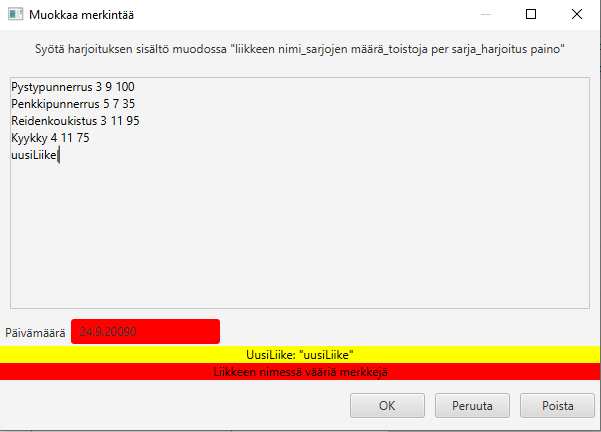 Muokkaa merkintää
Syötä harjoituksen sisältö muodossa "liikkeen nimi_sarjojen määrä_toistoja per sarja_harjoitus paino"
Pystypunnerrus 3 9 100
Penkkipunnerrus 5 7 35
Reidenkoukistus 3 11 95
Kyykky 4 11 75
uusiLiike
Päivämäärä 24.9.20090
UusiLiike: "uusiLiike"
Liikkeen nimessä vääriä merkkejä
OK Peruuta Poista